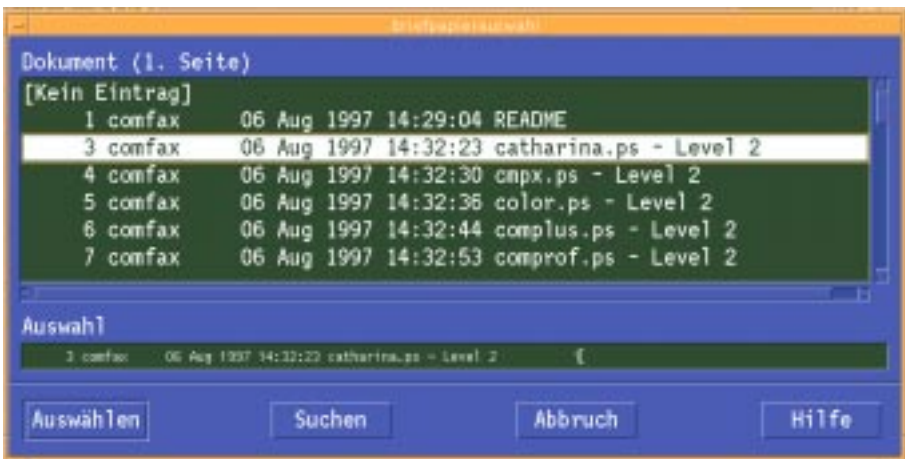 Briefpapierauswahl
Dokument (1. Seite)
[Kein Eintrag]
1 comfax 06 Aug 1997 14:29:04 README
3 comfax 06 Aug 1997 14:32:23 catharina.ps - Level 2
4 comfax 06 Aug 1997 14:32:30 cmpx.ps - Level 2
5 comfax 06 Aug 1997 14:32:36 color.ps - Level 2
6 comfax 06 Aug 1997 14:32:44 complus.ps - Level 2
7 comfax 06 Aug 1997 14:32:53 comprof.ps - Level 2
Auswahl
3 comfax 06 Aug 1997 14:32:23 catharina.ps - Level 2
Auswählen Suchen Abbruch Hilfe